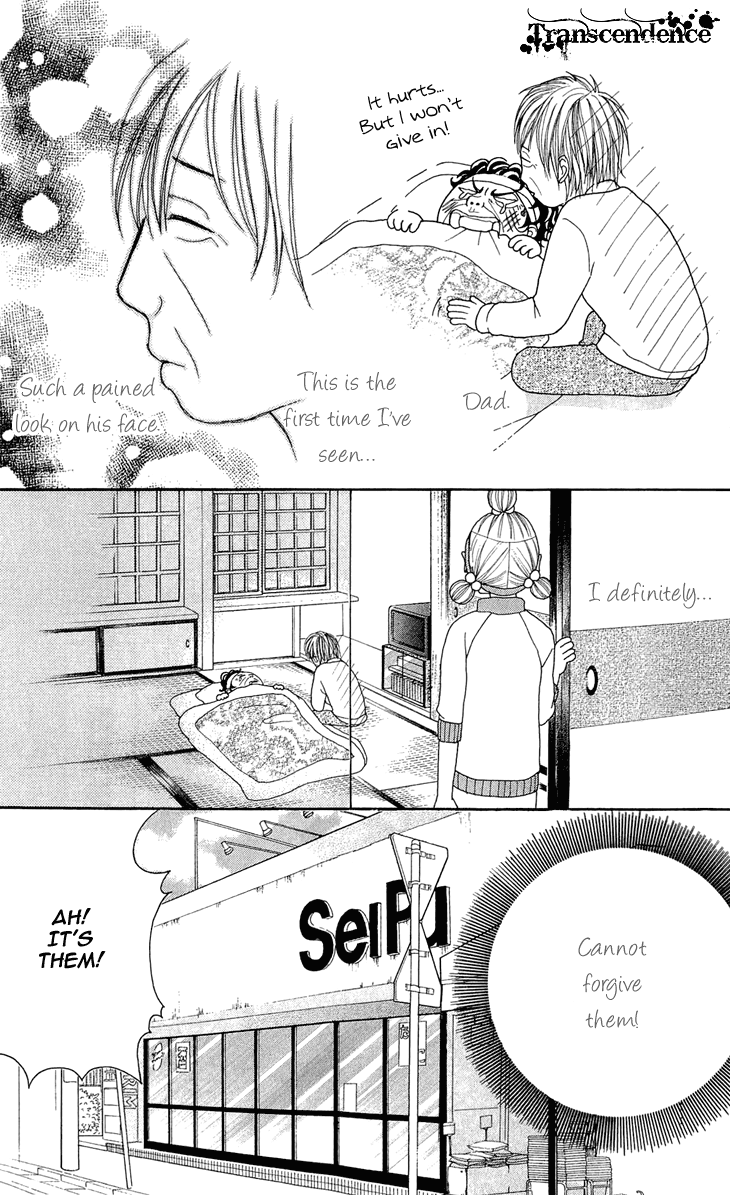 Transcendence
It hurts...
But I won't
give in!
Dad.
This is the
first time I've
seen...
Such a pained
look on his face.
I definitely...
Cannot
forgive
them!
SeiPu
AH!
IT'S
THEM!